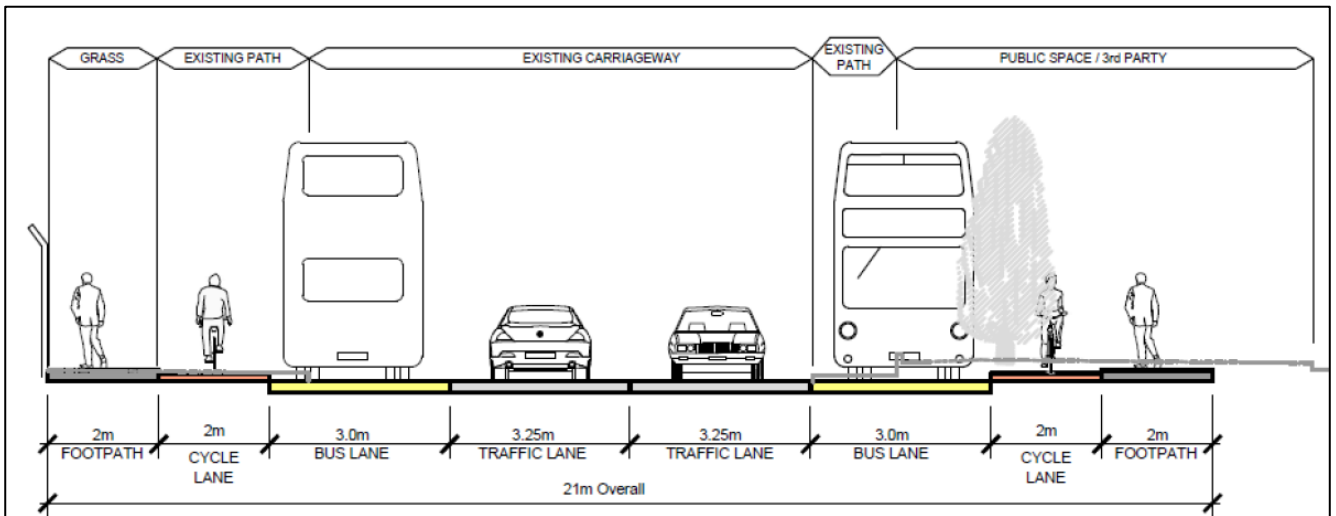 GRASS
EXISTING PATH
EXISTING CARRIAGEWAY
EXISTING
PATH
PUBLIC SPACE / 3rd PARTY
2m
FOOTPATH
2m
CYCLE
LANE
3.0m
BUS LANE
3.25m
TRAFFIC LANE
3.25m
TRAFFIC LANE
3.0m
BUS LANE
2m
CYCLE
LANE
2m
FOOTPATH
21m Overall